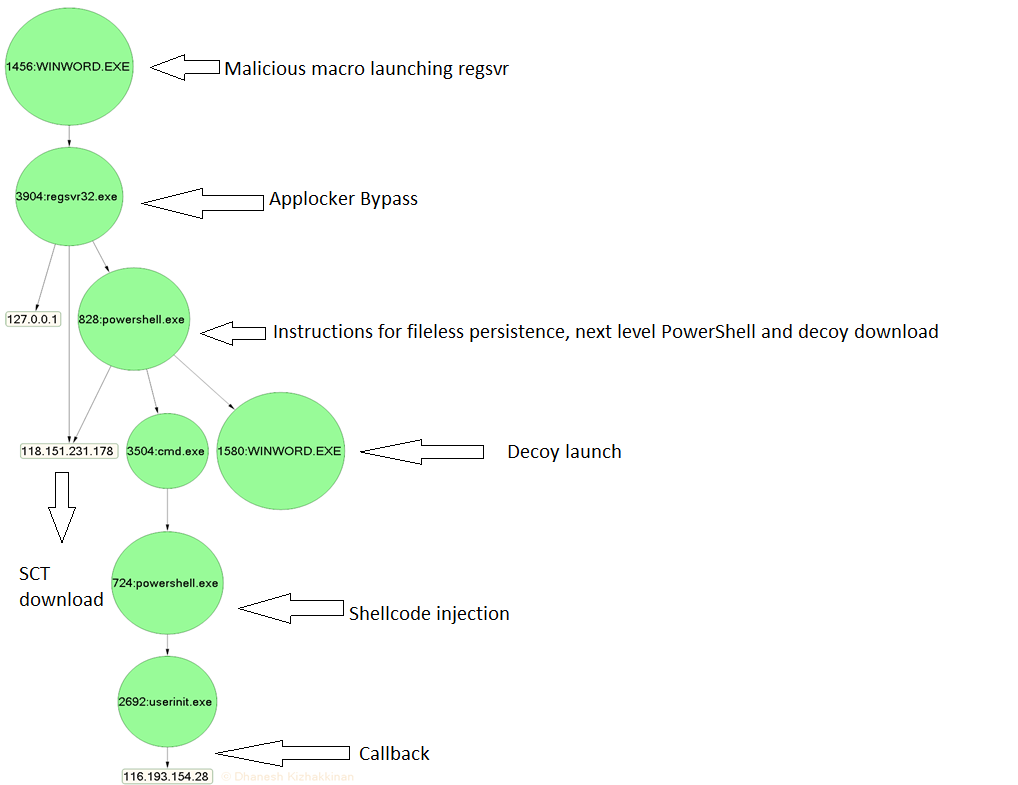 1456:WINWORD.EXE
Malicious macro launching regsvr
3904:regsvr32.exe
Applocker Bypass
127.0.0.1
828:powershell.exe
Instructions for fileless persistence, next level PowerShell and decoy download
118.151.231.178
3504:cmd.exe
1580:WINWORD.EXE
Decoy launch
SCT
download
724:powershell.exe
Shellcode injection
2692:userinit.exe
Callback
116.193.154.28
© Dhanesh Kizhakkinan